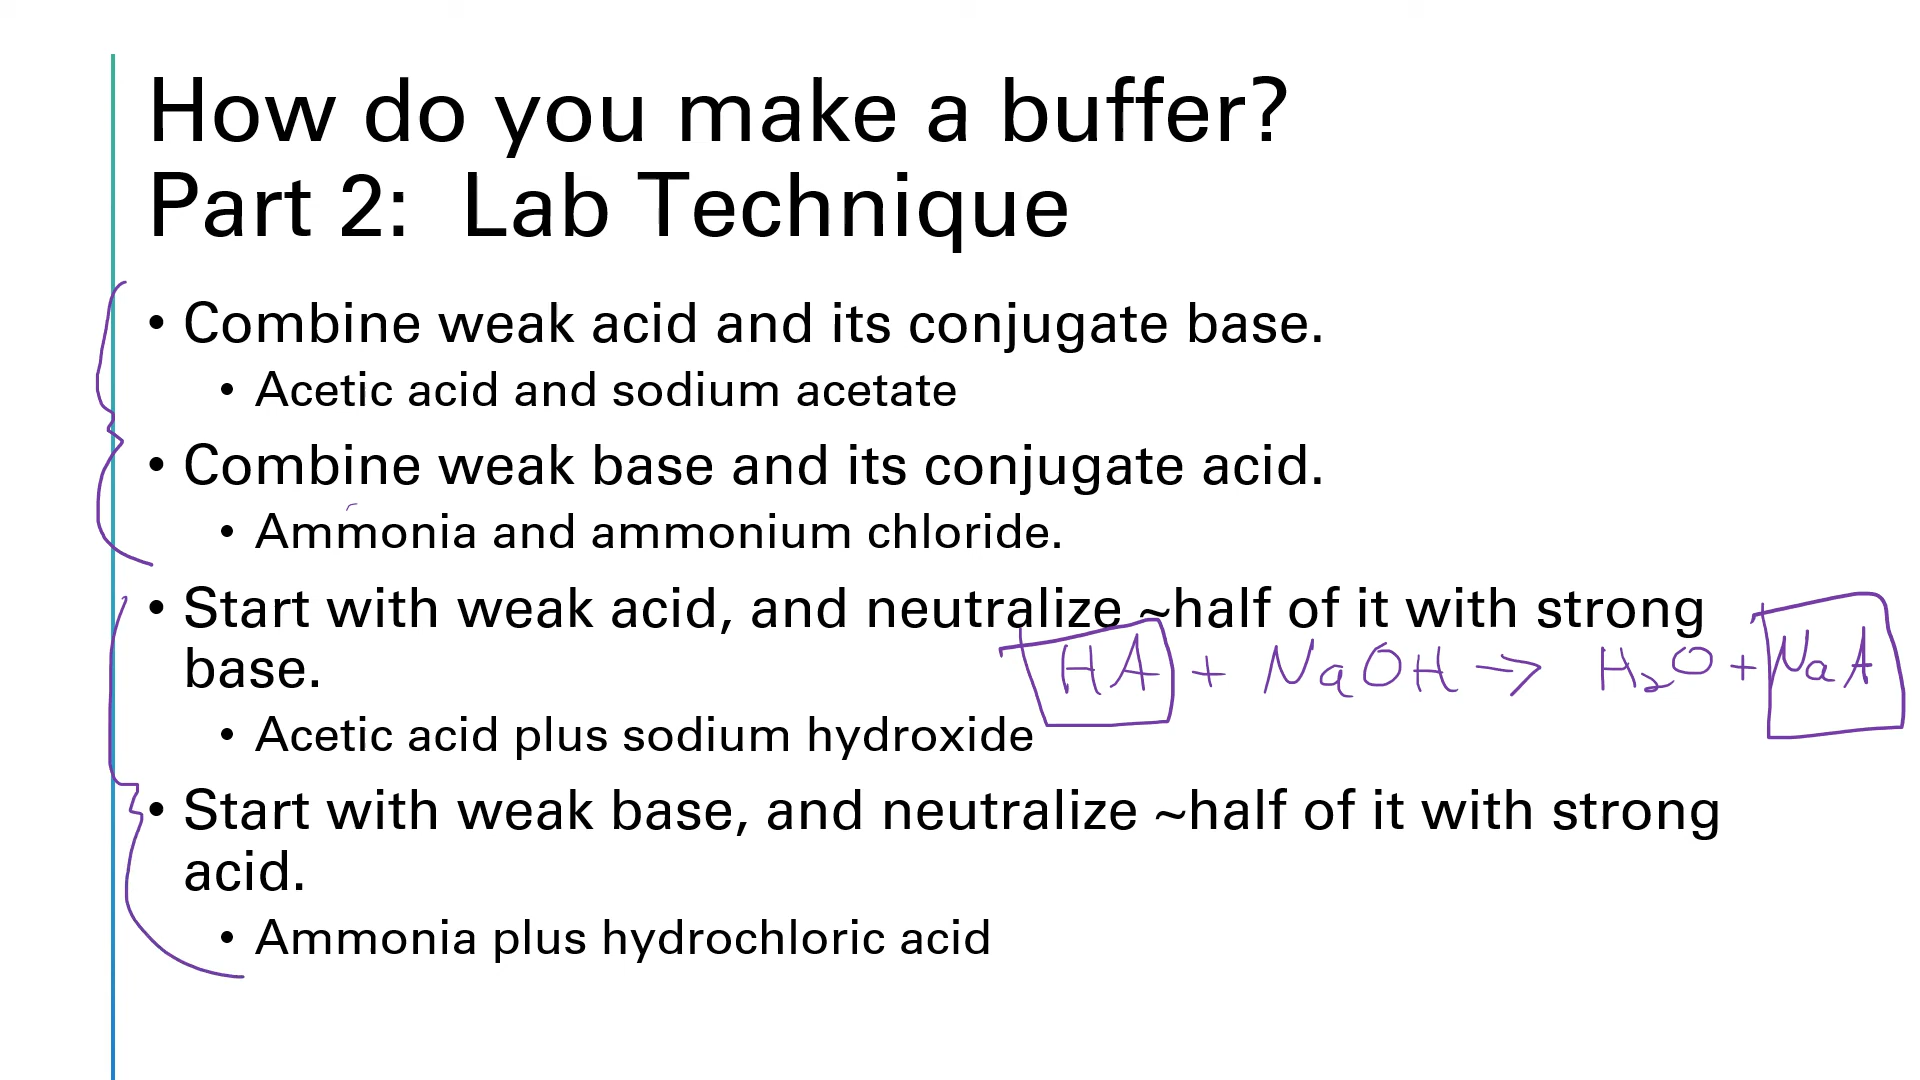 How do you make a buffer?
Part 2: Lab Technique
• Combine weak acid and its conjugate base.
• Acetic acid and sodium acetate
• Combine weak base and its conjugate acid.
• Ammonia and ammonium chloride.
• Start with weak acid, and neutralize ~half of it with strong
base.
HA + NaOH → H₂O + NaA
• Acetic acid plus sodium hydroxide
• Start with weak base, and neutralize ~half of it with strong
acid.
• Ammonia plus hydrochloric acid